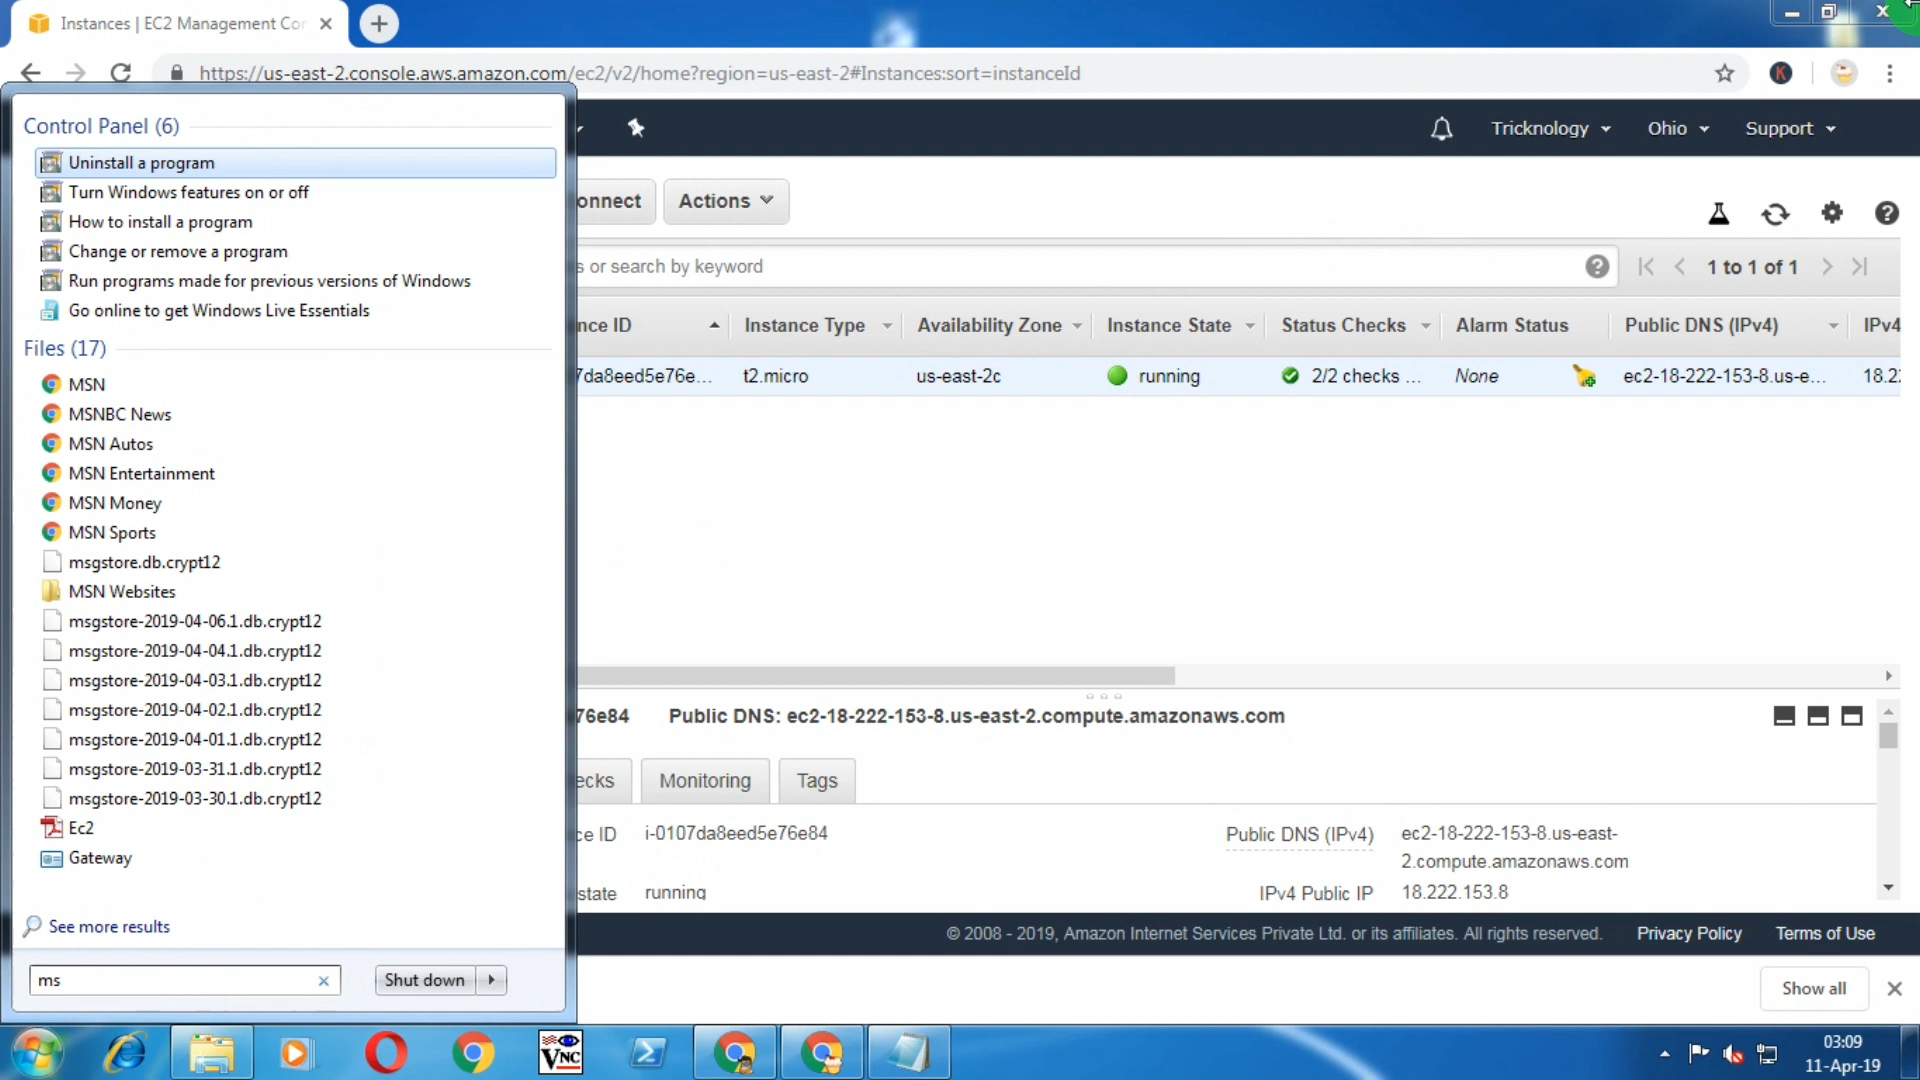 Instances | EC2 Management Cor
https://us-east-2.console.aws.amazon.com/ec2/v2/home?region=us-east-2#Instances:sort=instanceId
K
Control Panel (6)
Uninstall a program
Turn Windows features on or off
How to install a program
Change or remove a program
Run programs made for previous versions of Windows
Go online to get Windows Live Essentials
Files (17)
MSN
MSNBC News
MSN Autos
MSN Entertainment
MSN Money
MSN Sports
msgstore.db.crypt12
MSN Websites
msgstore-2019-04-06.1.db.crypt12
msgstore-2019-04-04.1.db.crypt12
msgstore-2019-04-03.1.db.crypt12
msgstore-2019-04-02.1.db.crypt12
msgstore-2019-04-01.1.db.crypt12
msgstore-2019-03-31.1.db.crypt12
msgstore-2019-03-30.1.db.crypt12
Ec2
Gateway
See more results
ms
Shut down
Tricknology Ohio Support
onnect Actions
s or search by keyword
1 to 1 of 1
nce ID Instance Type Availability Zone Instance State Status Checks Alarm Status Public DNS (IPv4) IPv4
7da8eed5e76e... t2.micro us-east-2c running 2/2 checks ... None ec2-18-222-153-8.us-e... 18.22
76e84 Public DNS: ec2-18-222-153-8.us-east-2.compute.amazonaws.com
ecks Monitoring Tags
ce ID i-0107da8eed5e76e84 Public DNS (IPv4) ec2-18-222-153-8.us-east-
2.compute.amazonaws.com
state running IPv4 Public IP 18.222.153.8
© 2008 - 2019, Amazon Internet Services Private Ltd. or its affiliates. All rights reserved. Privacy Policy Terms of Use
Show all
VNC
03:09
11-Apr-19